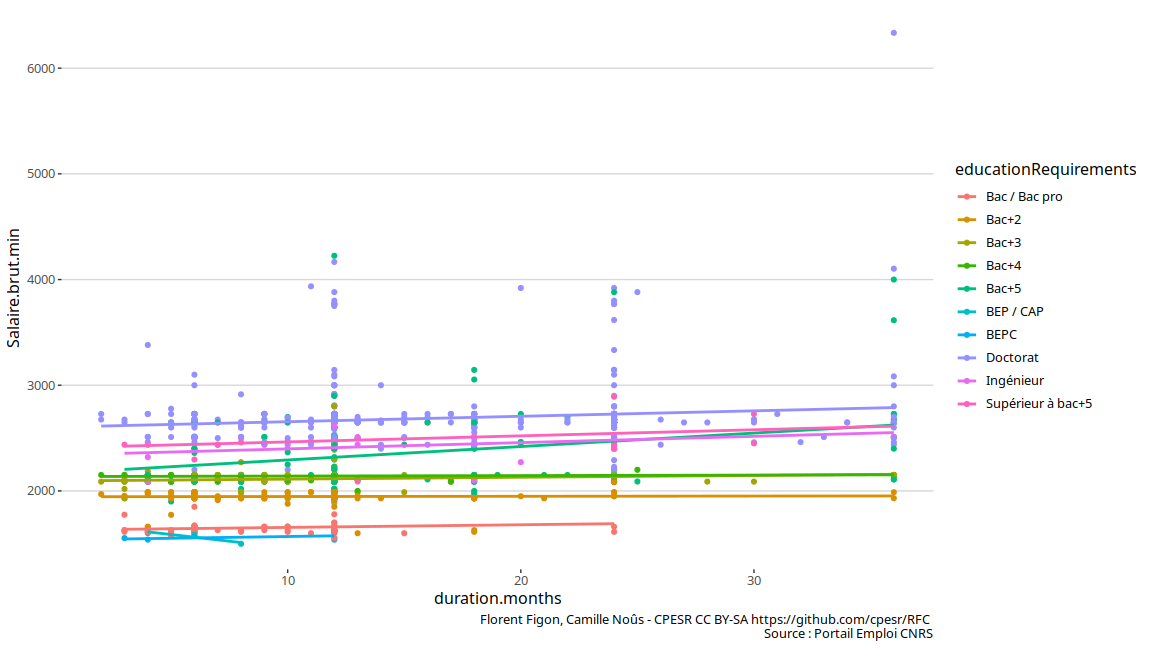 Salaire.brut.min
6000
5000
4000
3000
2000
10
20
30
duration.months
educationRequirements
Bac / Bac pro
Bac+2
Bac+3
Bac+4
Bac+5
BEP / CAP
BEPC
Doctorat
Ingénieur
Supérieur à bac+5
Florent Figon, Camille Noûs - CPESR CC BY-SA https://github.com/cpesr/RFC
Source : Portail Emploi CNRS